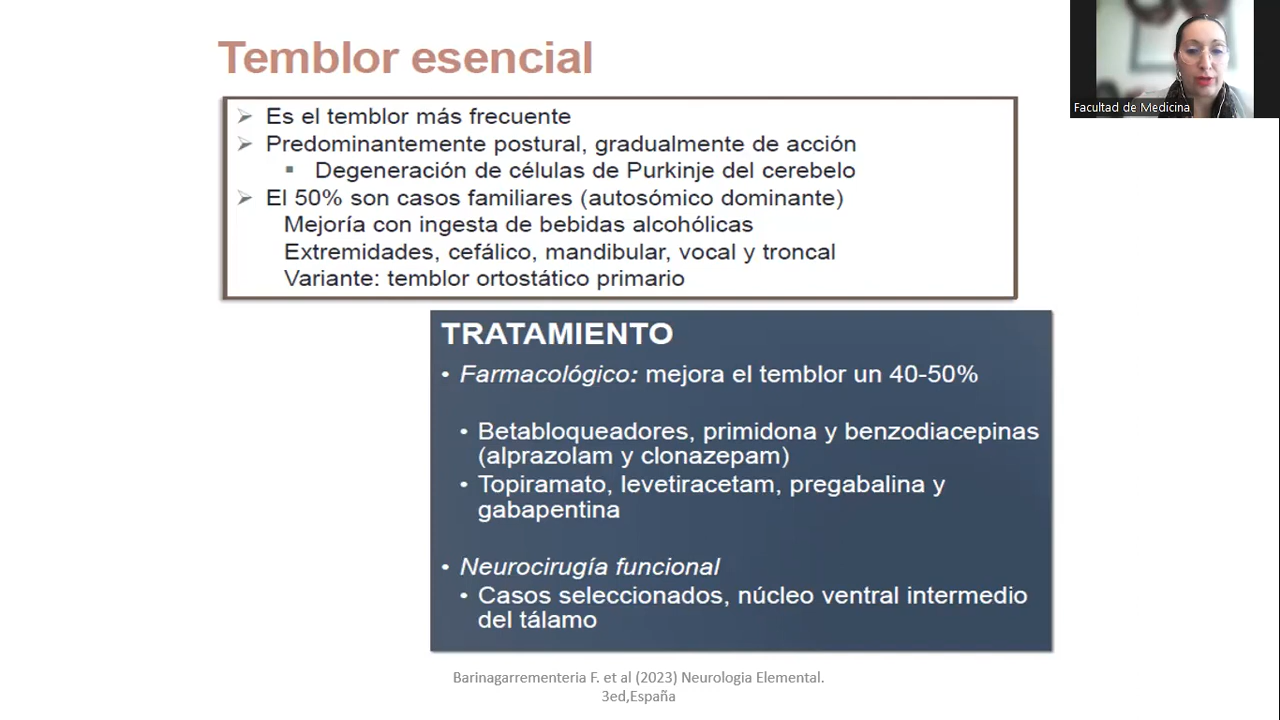 Temblor esencial
Facultad de Medicina
Es el temblor más frecuente
Predominantemente postural, gradualmente de acción
Degeneración de células de Purkinje del cerebelo
El 50% son casos familiares (autosómico dominante)
Mejoría con ingesta de bebidas alcohólicas
Extremidades, cefálico, mandibular, vocal y troncal
Variante: temblor ortostático primario
TRATAMIENTO
• Farmacológico: mejora el temblor un 40-50%
• Betabloqueadores, primidona y benzodiacepinas
(alprazolam y clonazepam)
• Topiramato, levetiracetam, pregabalina y
gabapentina
• Neurocirugía funcional
• Casos seleccionados, núcleo ventral intermedio
del tálamo
Barinagarrementeria F. et al (2023) Neurologia Elemental.
3ed,España